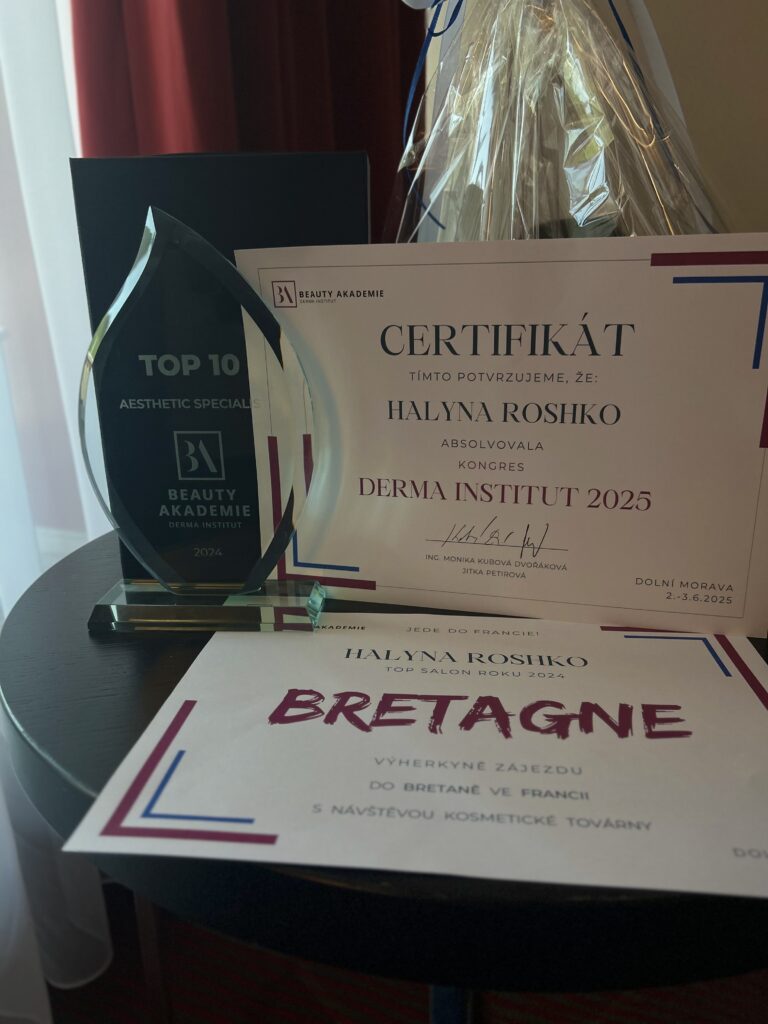 TOP 10
AESTHETIC SPECIALIS
BEAUTY
AKADEMIE
DERMA INSTITUT
2024
BEAUTY AKADEMIE
DERMA INSTITUT
CERTIFIKÁT
TÍMTO POTVRZUJEME, ŽE:
HALYNA ROSHKO
ABSOLVOVALA
KONGRES
DERMA INSTITUT 2025
ING. MONIKA KUBOVÁ DVOŘÁKOVÁ
JITKA PETIROVÁ
DOLNÍ MORAVA
2.-3.6.2025
AKADEMIE
JEDE DO FRANCIE!
HALYNA ROSHKO
TOP SALON ROKU 2024
BRETAGNE
VÝHERKYNĚ ZÁJEZDU
DO BRETANĚ VE FRANCII
S NÁVŠTĚVOU KOSMETICKÉ TOVÁRNY